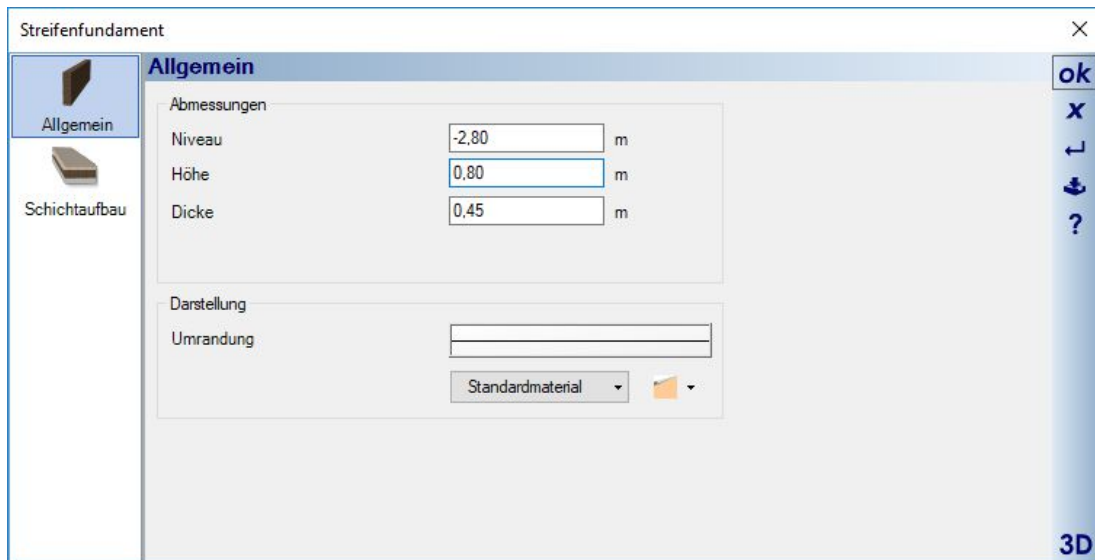 Streifenfundament
Allgemein
Schichtaufbau
Allgemein
Abmessungen
Niveau -2,80 m
Höhe 0,80 m
Dicke 0,45 m
Darstellung
Umrandung
Standardmaterial
ok
x
?
3D